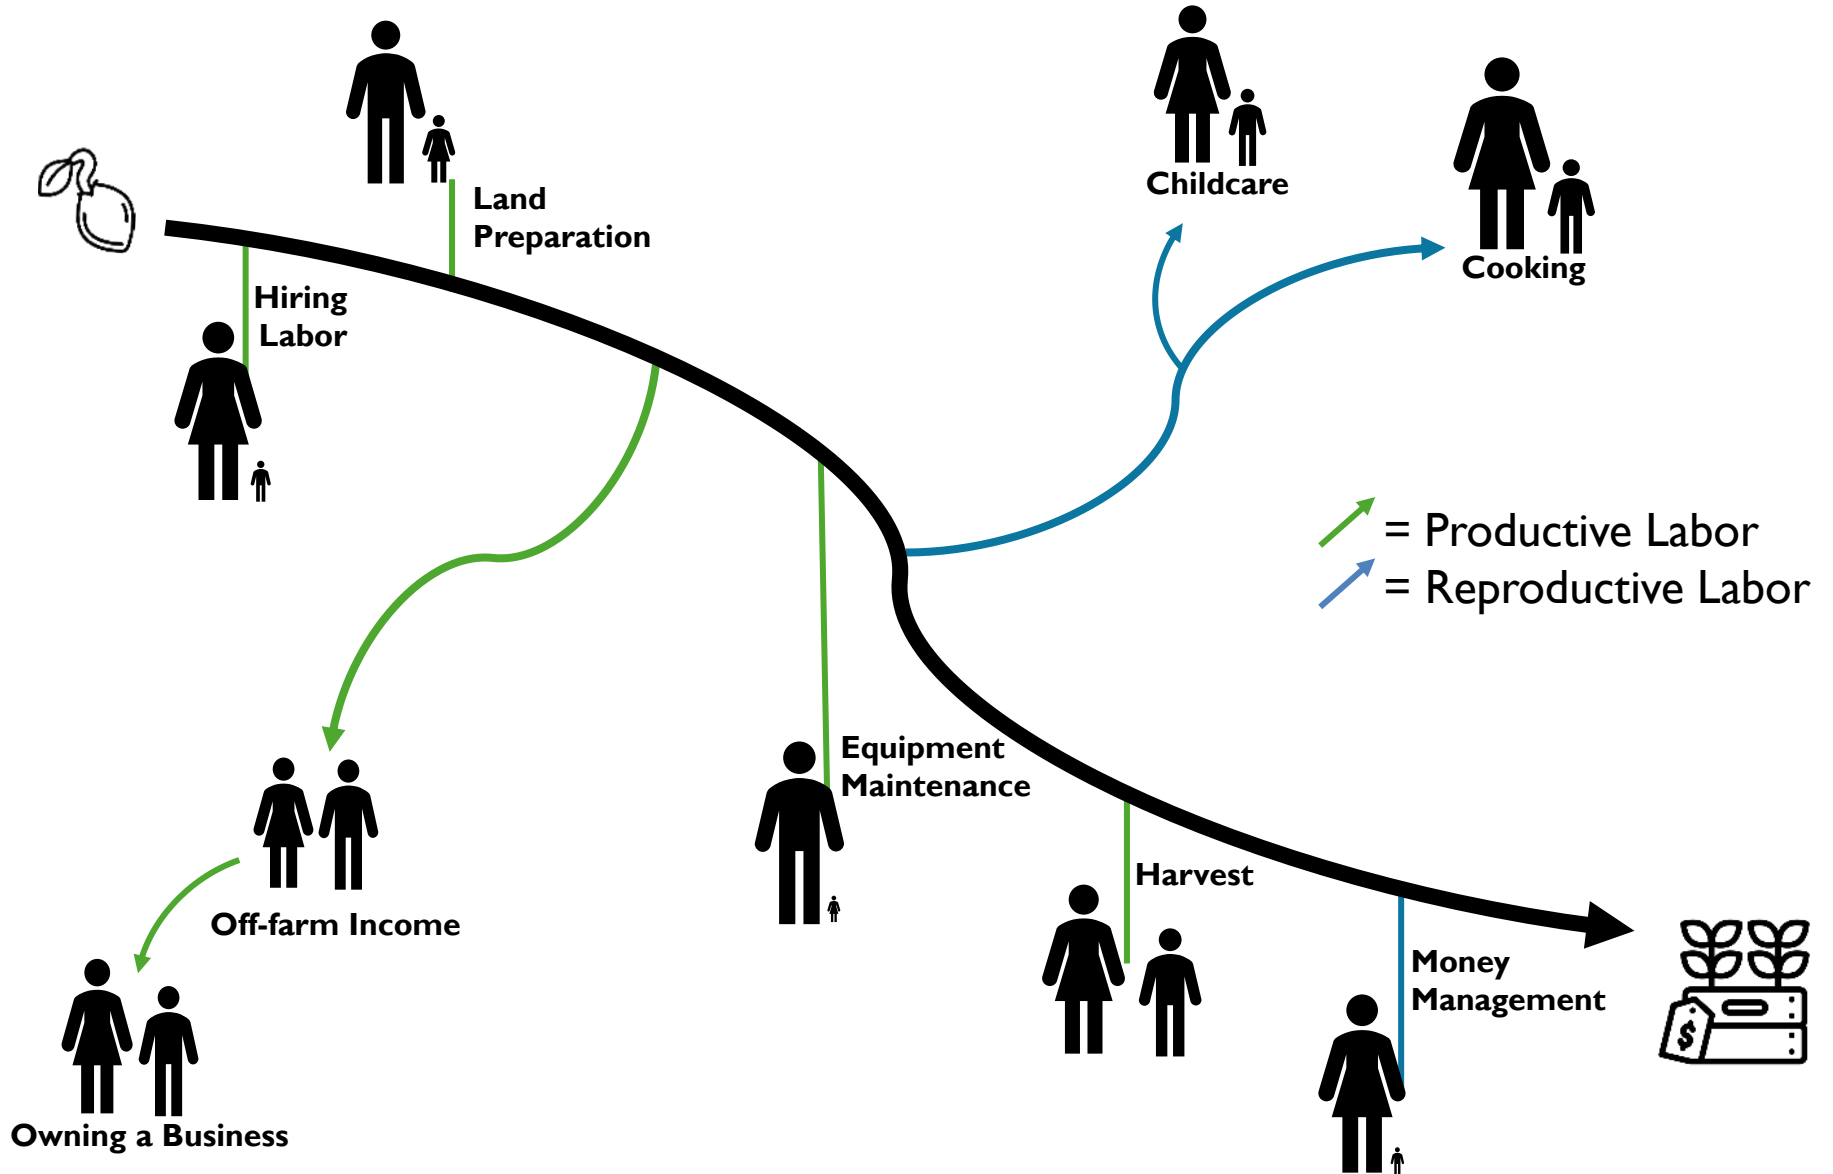 Land
Preparation
Childcare
Cooking
Hiring
Labor
= Productive Labor
= Reproductive Labor
Equipment
Maintenance
Harvest
Off-farm Income
Money
Management
$
Owning a Business